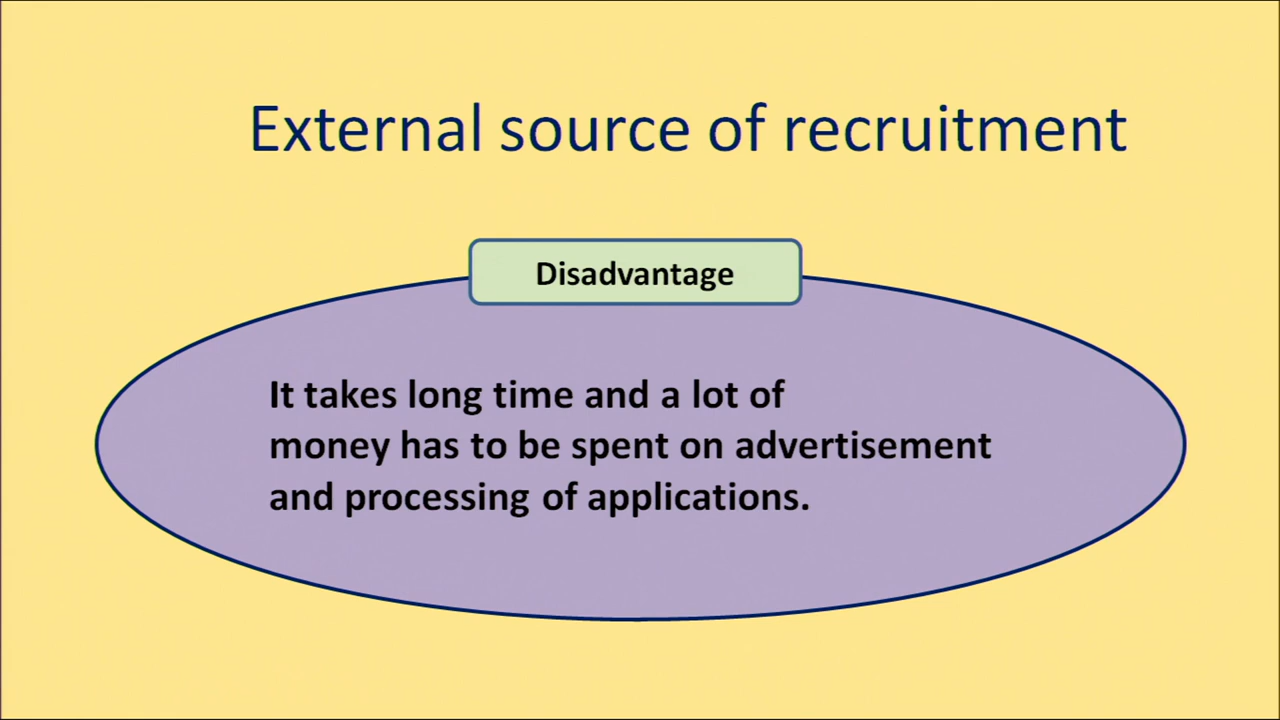 External source of recruitment
Disadvantage
It takes long time and a lot of
money has to be spent on advertisement
and processing of applications.